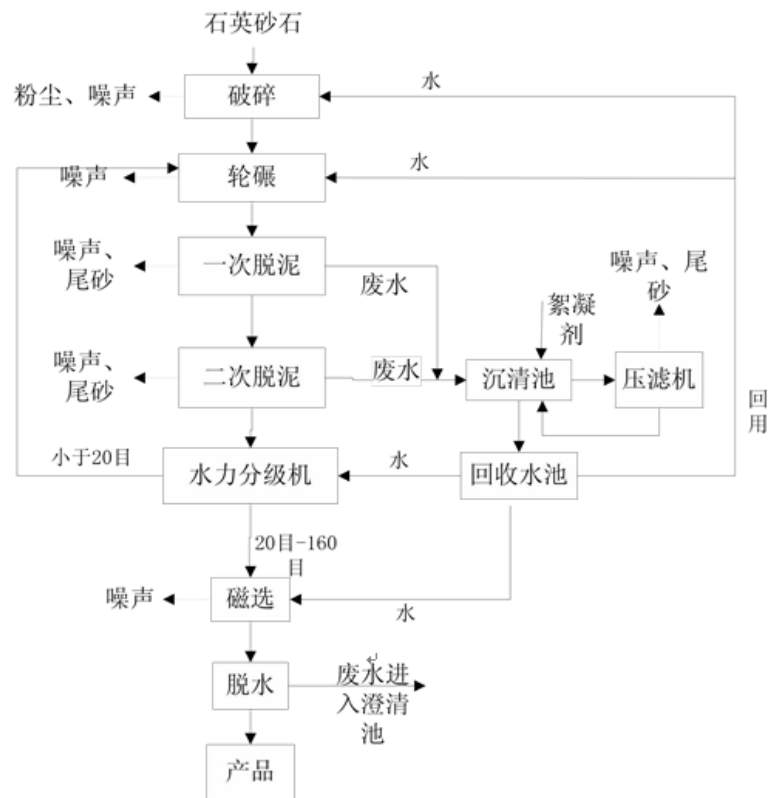 石英砂石
水
粉尘、噪声
破碎
水
噪声
轮碾
噪声、
尾砂
一次脱泥
废水
噪声、尾
砂
絮凝
剂
噪声、
尾砂
二次脱泥
废水
沉清池
压滤机
回
用
小于20目
水力分级机
水
回收水池
20目-160
目
噪声
磁选
水
脱水
废水进
入澄清
池
产品